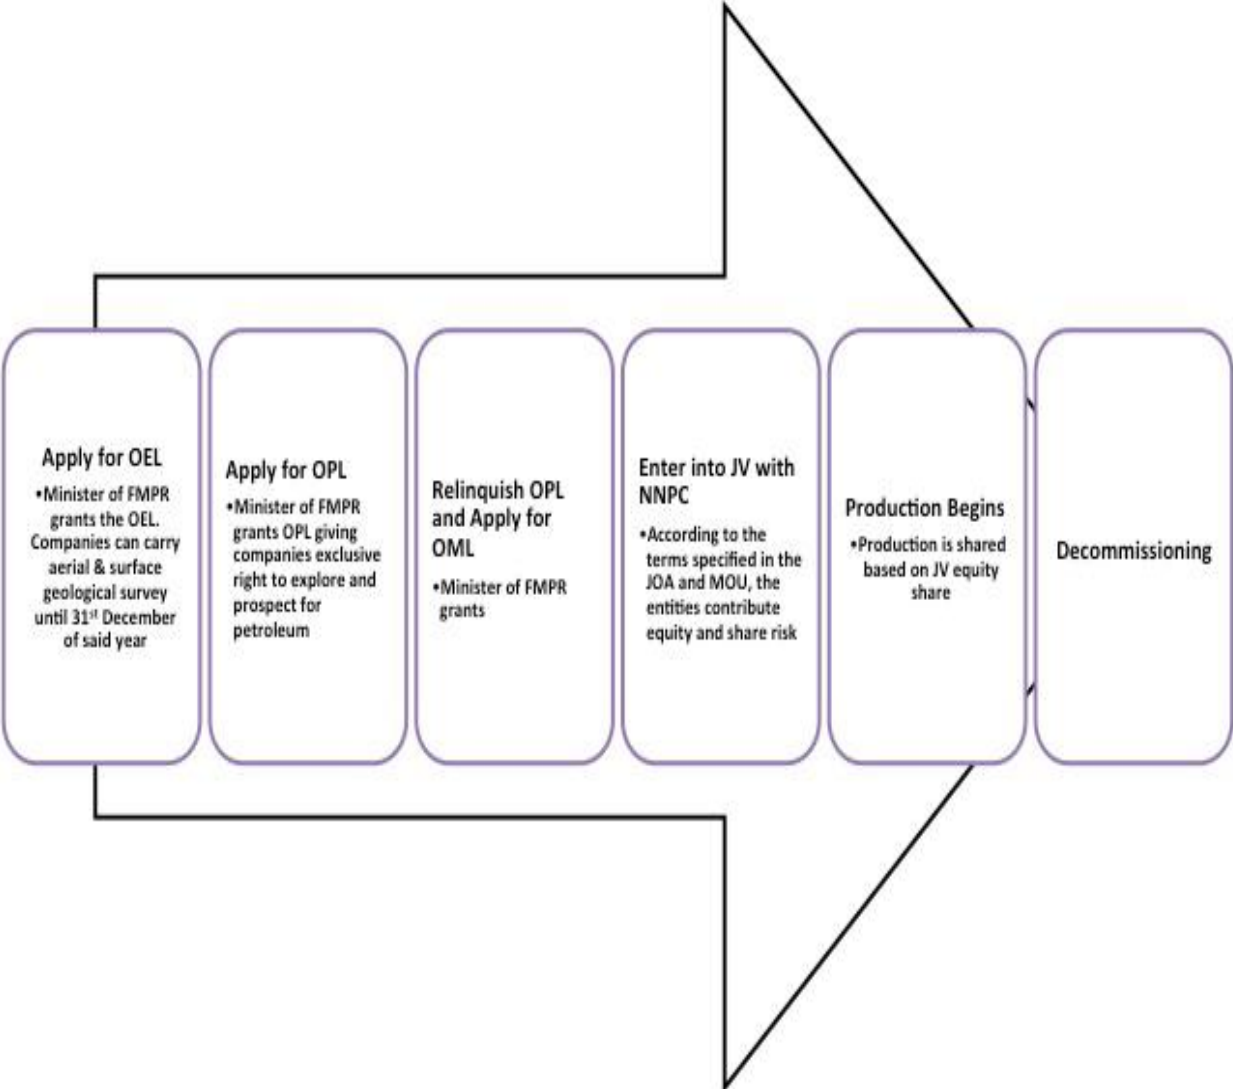 Apply for OEL
•Minister of FMPR
grants the OEL.
Companies can carry
aerial & surface
geological survey
until 31st December
of said year
Apply for OPL
•Minister of FMPR
grants OPL giving
companies exclusive
right to explore and
prospect for
petroleum
Relinquish OPL
and Apply for
OML
•Minister of FMPR
grants
Enter into JV with
NNPC
•According to the
terms specified in the
JOA and MOU, the
entities contribute
equity and share risk
Production Begins
•Production is shared
based on JV equity
share
Decommissioning